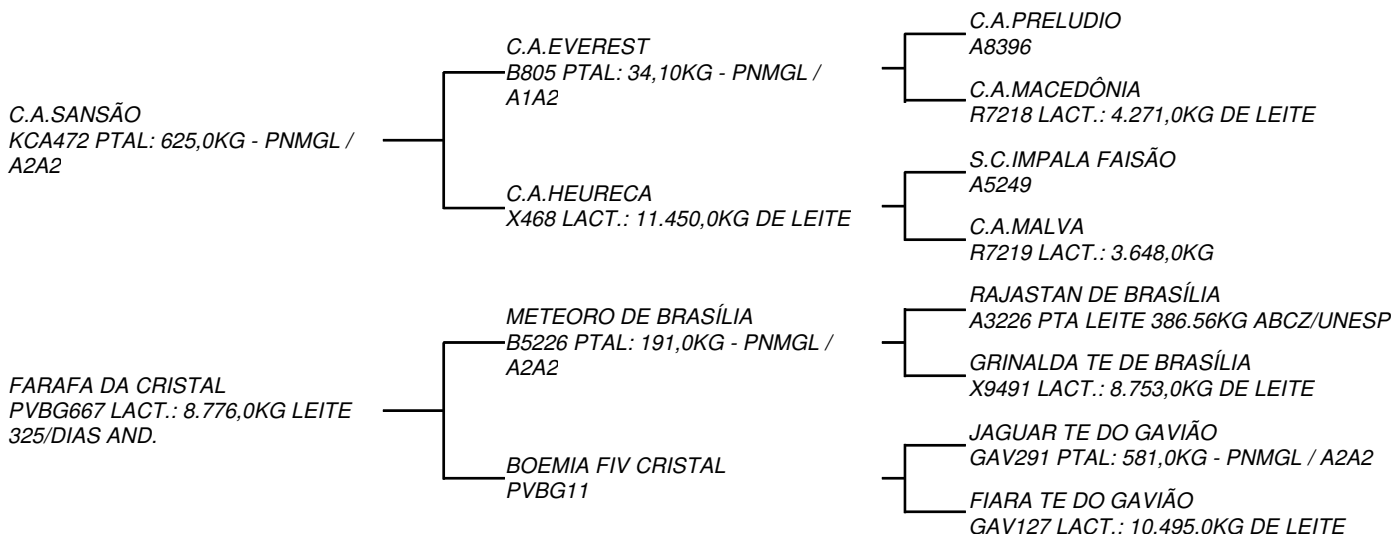 C.A.SANSÃO
KCA472 PTAL: 625,0KG - PNMGL /
A2A2
C.A.EVEREST
B805 PTAL: 34,10KG - PNMGL /
A1A2
C.A.PRELUDIO
A8396
C.A.MACEDÔNIA
R7218 LACT.: 4.271,0KG DE LEITE
C.A.HEURECA
X468 LACT.: 11.450,0KG DE LEITE
S.C.IMPALA FAISÃO
A5249
C.A.MALVA
R7219 LACT.: 3.648,0KG
FARAFA DA CRISTAL
PVBG667 LACT.: 8.776,0KG LEITE
325/DIAS AND.
METEORO DE BRASÍLIA
B5226 PTAL: 191,0KG - PNMGL /
A2A2
RAJASTAN DE BRASÍLIA
A3226 PTA LEITE 386.56KG ABCZ/UNESP
GRINALDA TE DE BRASÍLIA
X9491 LACT.: 8.753,0KG DE LEITE
BOEMIA FIV CRISTAL
PVBG11
JAGUAR TE DO GAVIÃO
GAV291 PTAL: 581,0KG - PNMGL / A2A2
FIARA TE DO GAVIÃO
GAV127 LACT.: 10.495,0KG DE LEITE